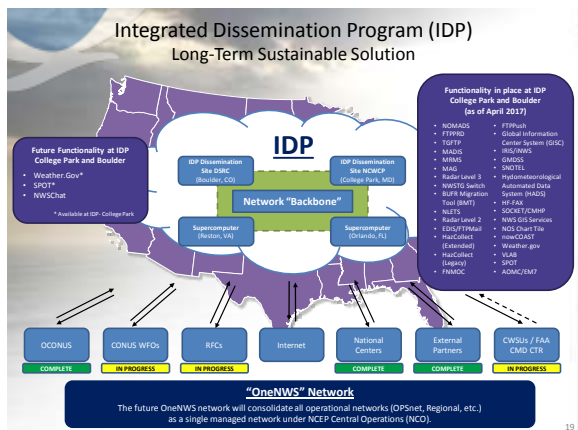 Integrated Dissemination Program (IDP)
Long-Term Sustainable Solution
Future Functionality at IDP
College Park and Boulder
• Weather.Gov*
• SPOT*
• NWSChat
* Available at IDP- College Park
IDP
IDP Dissemination
Site DSRC
(Boulder, CO)
IDP Dissemination
Site NCWCP
(College Park, MD)
Network "Backbone"
Supercomputer
(Reston, VA)
Supercomputer
(Orlando, FL)
Functionality in place at IDP
College Park and Boulder
(as of April 2017)
• NOMADS
• FTPPRD
• TGFTP
• MADIS
• MRMS
• MAG
• Radar Level 3
• NWSTG Switch
• BUFR Migration
Tool (BMT)
• NLETS
• Radar Level 2
• EDIS/FTPMail
• HazCollect
(Extended)
• HazCollect
(Legacy)
• FNMOC
• FTPPush
• Global Information
Center System (GISC)
• IRIS/NWS
• GMDSS
• SNOTEL
• Hydrometeorological
Automated Data
System (HADS)
• HF-FAX
• SOCKET/CMHP
• NWS GIS Services
• NOS Chart Tile
• nowCOAST
• Weather.gov
• VLAB
• SPOT
• AOMC/EM7
OCONUS
COMPLETE
CONUS WFOs
IN PROGRESS
RFCs
IN PROGRESS
Internet
National
Centers
COMPLETE
External
Partners
COMPLETE
CWSUs / FAA
CMD CTR
IN PROGRESS
"OneNWS" Network
The future OneNWS network will consolidate all operational networks (OPSnet, Regional, etc.)
as a single managed network under NCEP Central Operations (NCO).
19